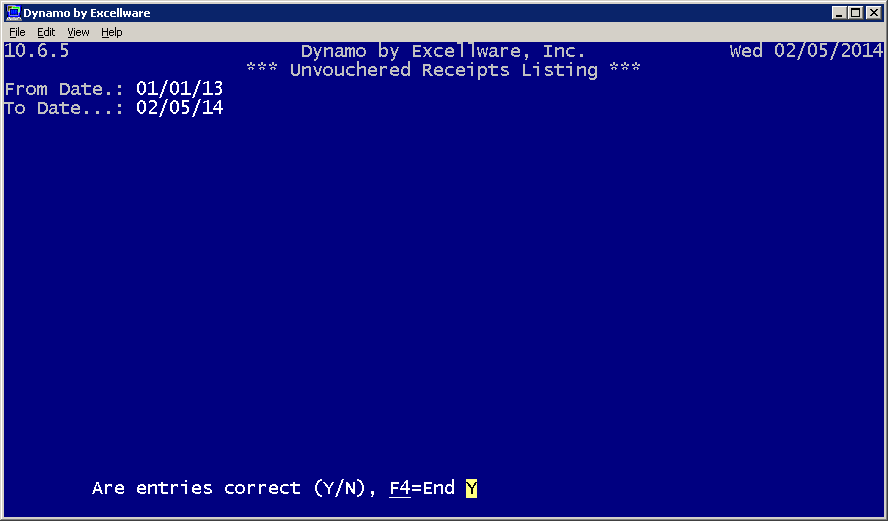 Dynamo by Excellware
File Edit View Help
10.6.5 Dynamo by Excellware, Inc. Wed 02/05/2014
*** Unvouchered Receipts Listing ***
From Date.: 01/01/13
To Date...: 02/05/14
Are entries correct (Y/N), F4=End Y